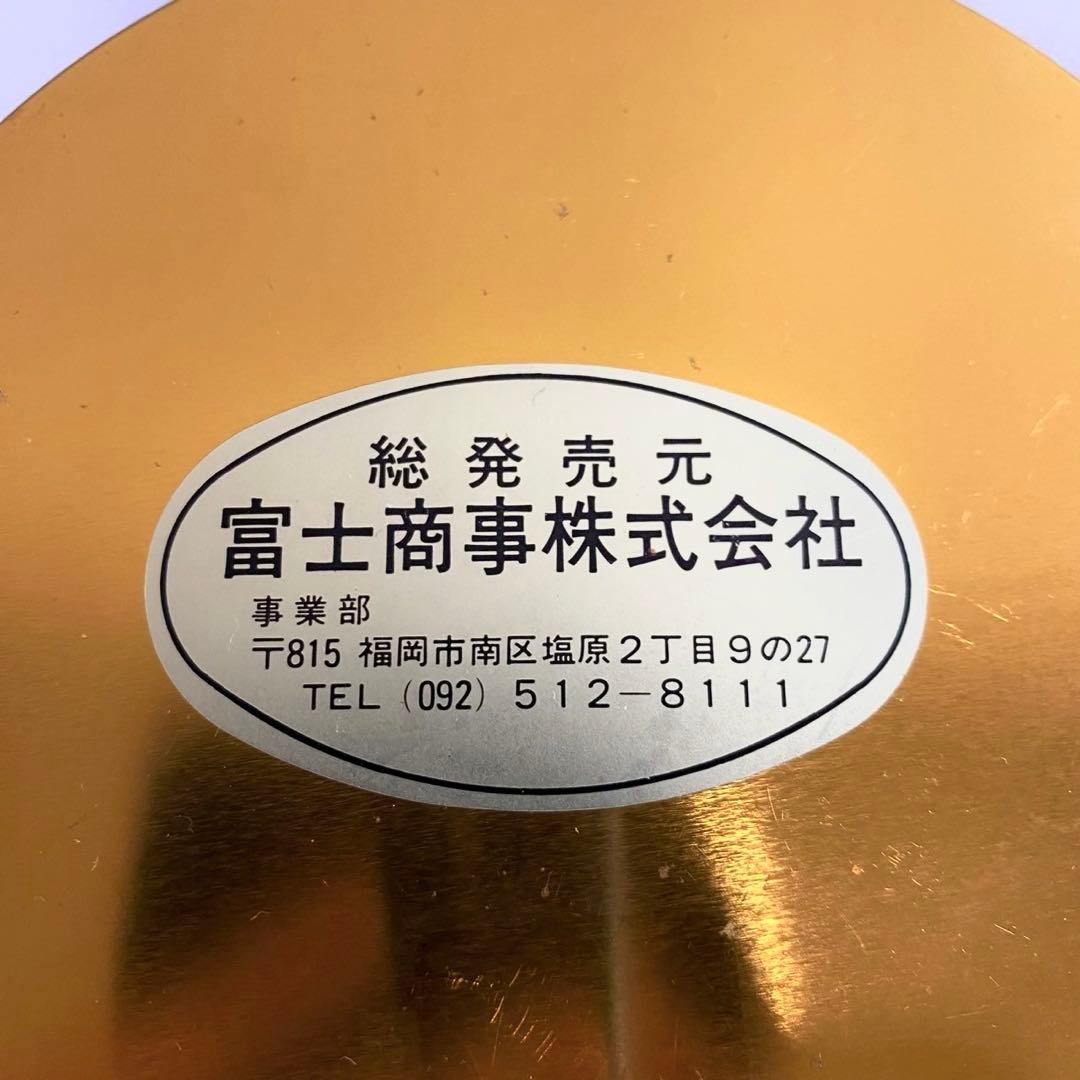 総発売元
富士商事株式会社
事業部
〒815 福岡市南区塩原2丁目9の27
TEL (092) 512-8111